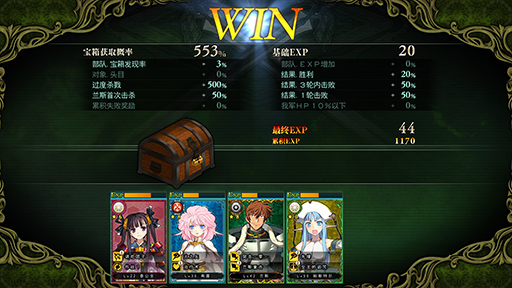 WIN
宝箱获取概率 553%
部队.宝箱发现率 + 3%
对象.头目 + 0%
过度杀戮 +500%
兰斯首次击杀 + 50%
累积失败奖励 + 0%
基础EXP 20
部队.EXP增加 + 0%
结果.胜利 + 20%
结果.3轮内击败 + 50%
结果.1轮击败 + 50%
我军HP10%以下 + 0%
最终EXP 44
累积EXP 1170